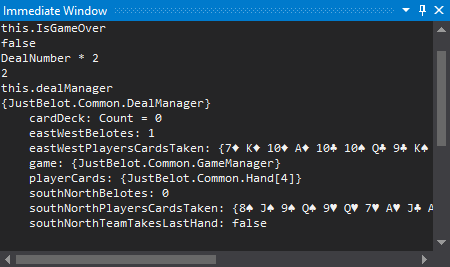 Immediate Window
this.IsGameOver
false
DealNumber * 2
2
this.dealManager
{JustBelot.Common.DealManager}
cardDeck: Count = 0
eastWestBelotes: 1
eastWestPlayersCardsTaken: {7♦ K♦ 10♦ A♦ 10♣ 10♠ Q♣ 9♣ K♠
game: {JustBelot.Common.GameManager}
playerCards: {JustBelot.Common.Hand[4]}
southNorthBelotes: 0
southNorthPlayersCardsTaken: {8♠ J♠ 9♠ Q♠ 9♥ Q♥ 7♥ A♥ J♣ A
southNorthTeamTakesLastHand: false